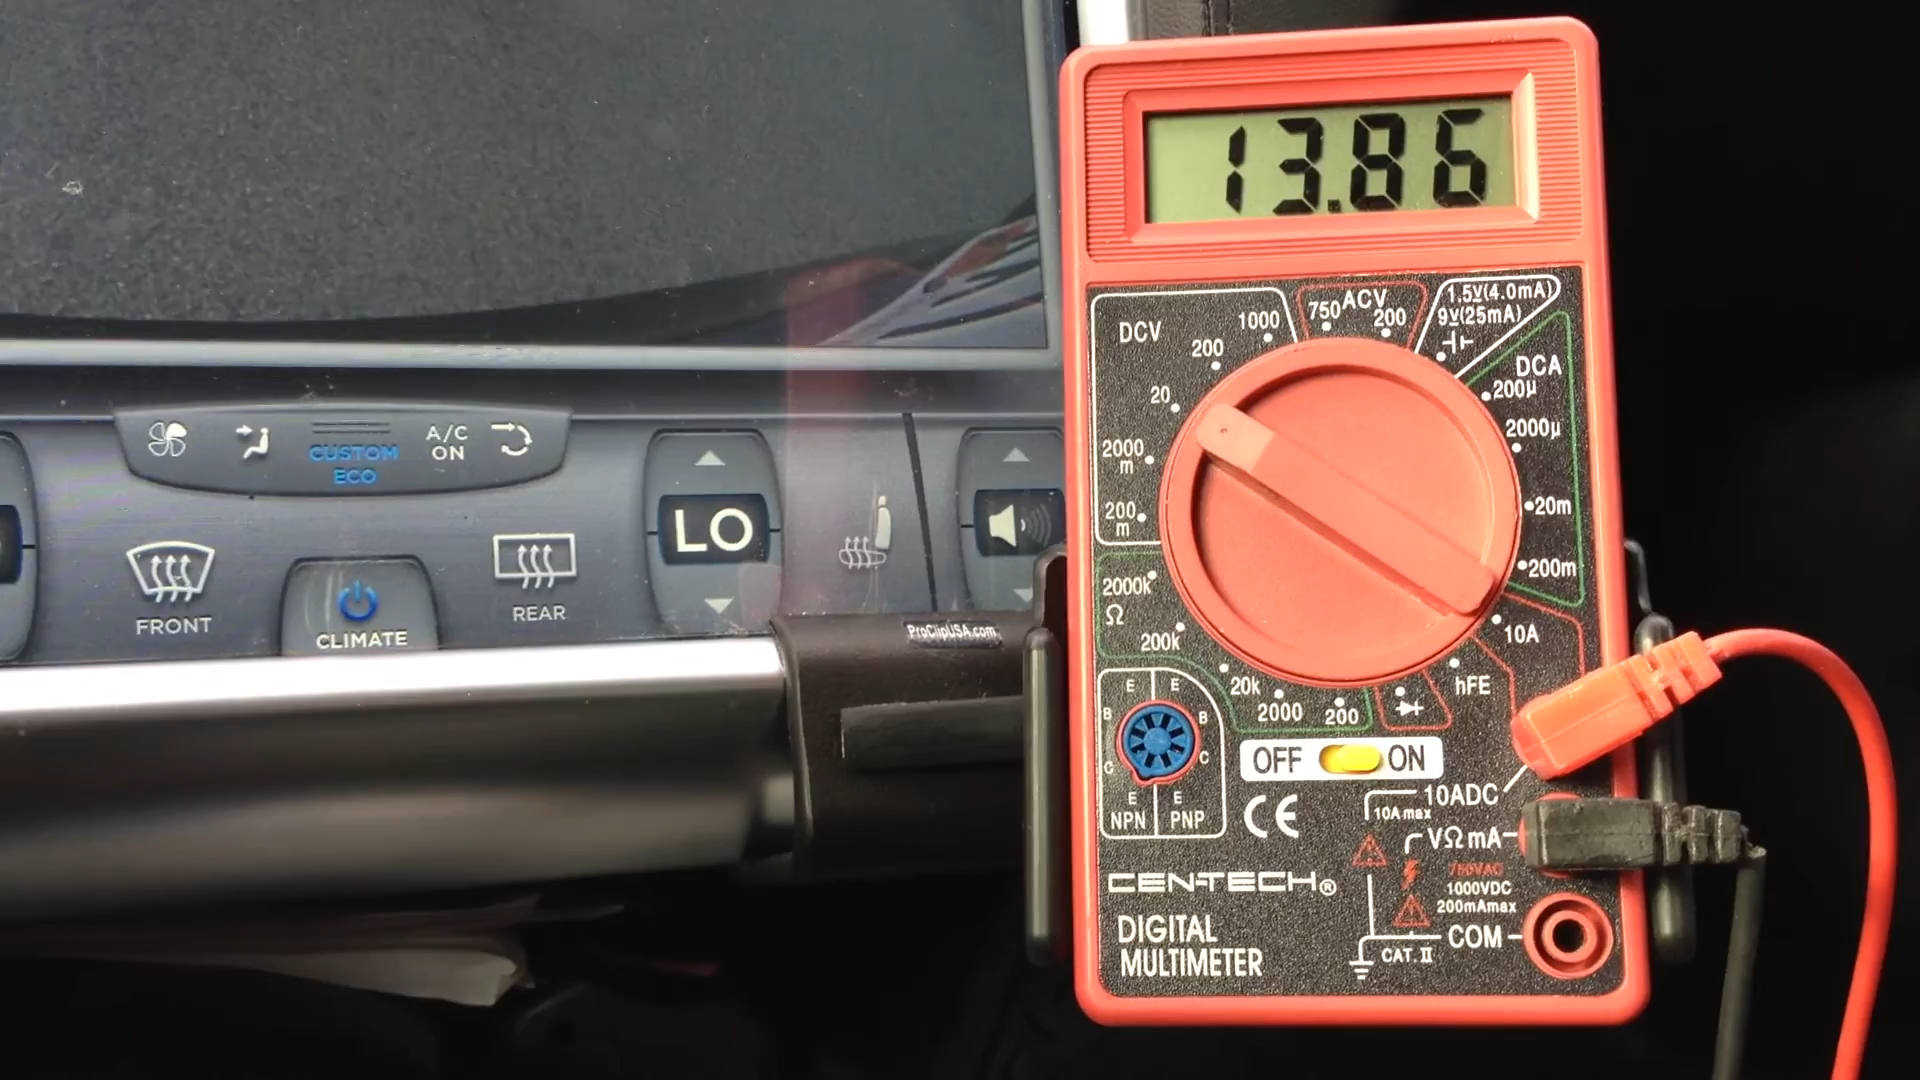 CUSTOM
ECO
A/C
ON
LO
FRONT
CLIMATE
REAR
ProClipUSA.com
13.86
DCV
1000
750
ACV
200
1.5V(4.0mA)
9V(25mA)
200
20
2000
m
200
m
DCA
200µ
2000µ
20m
200m
10A
hFE
2000k
Ω
200k
20k
2000
200
OFF
ON
E E
B B
C C
E E
NPN PNP
CE
10ADC
10A max
VΩmA
750VAC
1000VDC
200mAmax
COM
CAT. II
CEN-TECH®
DIGITAL
MULTIMETER